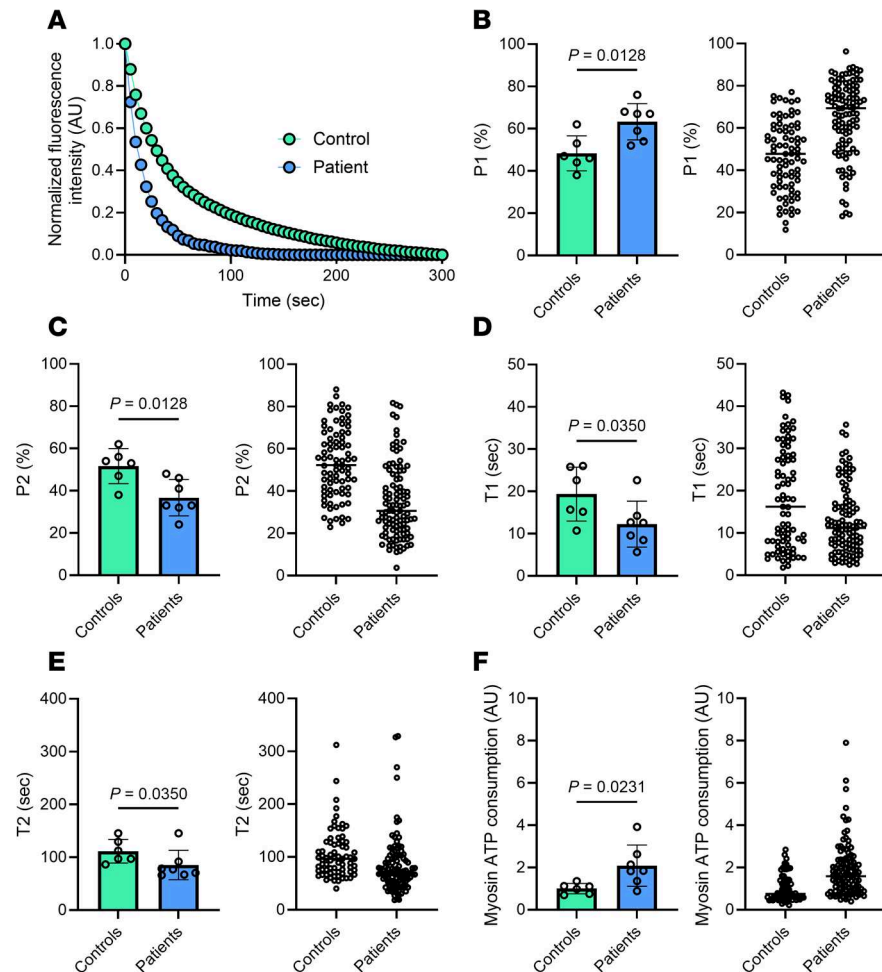 A
Normalized fluorescence
intensity (AU)
1.0
0.8
0.6
0.4
0.2
0.0
0
100
200
300
Time (sec)
Control
Patient
B
P1 (%)
100
80
60
40
20
0
P = 0.0128
Controls
Patients
P1 (%)
100
80
60
40
20
0
Controls
Patients
C
P2 (%)
100
80
60
40
20
0
P = 0.0128
Controls
Patients
P2 (%)
100
80
60
40
20
0
Controls
Patients
D
T1 (sec)
50
40
30
20
10
0
P = 0.0350
Controls
Patients
T1 (sec)
50
40
30
20
10
0
Controls
Patients
E
T2 (sec)
400
300
200
100
0
P = 0.0350
Controls
Patients
T2 (sec)
400
300
200
100
0
Controls
Patients
F
Myosin ATP consumption (AU)
10
8
6
4
2
0
P = 0.0231
Controls
Patients
Myosin ATP consumption (AU)
10
8
6
4
2
0
Controls
Patients